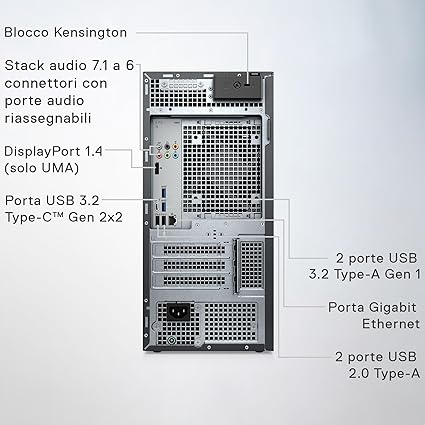 Blocco Kensington
Stack audio 7.1 a 6
connettori con
porte audio
riassegnabili
DisplayPort 1.4
(solo UMA)
Porta USB 3.2
Type-C™ Gen 2x2
2 porte USB
3.2 Type-A Gen 1
Porta Gigabit
Ethernet
2 porte USB
2.0 Type-A